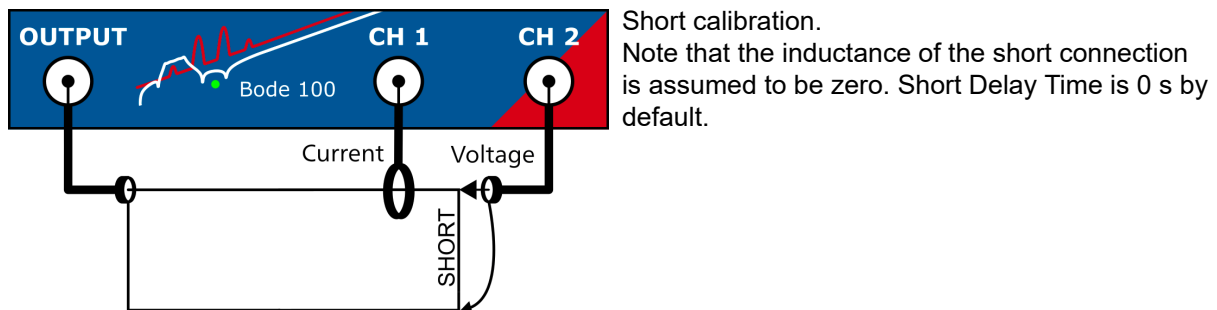 OUTPUT
CH 1
CH 2
Bode 100
Current
Voltage
SHORT
Short calibration.
Note that the inductance of the short connection
is assumed to be zero. Short Delay Time is 0 s by
default.